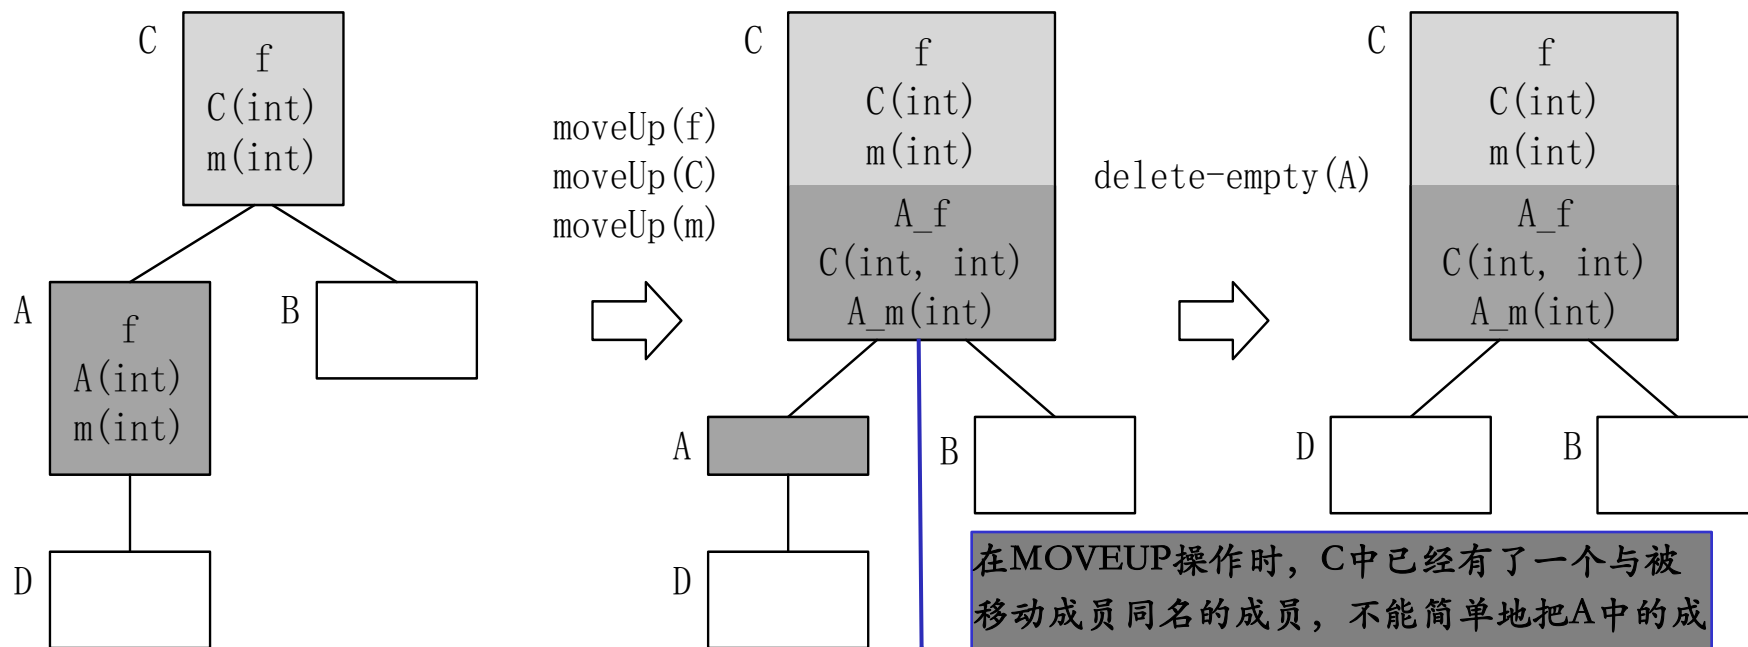 C
f
C(int)
m(int)
A
f
A(int)
m(int)
B
D
moveUp(f)
moveUp(C)
moveUp(m)
C
f
C(int)
m(int)
A_f
C(int, int)
A_m(int)
A
B
D
delete-empty(A)
C
f
C(int)
m(int)
A_f
C(int, int)
A_m(int)
D
B
在MOVEUP操作时，C中已经有了一个与被
移动成员同名的成员，不能简单地把A中的成